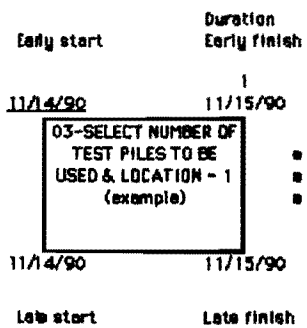 Duration
Early start Early finish
1
11/14/90 11/15/90
03-SELECT NUMBER OF
TEST PILES TO BE
USED & LOCATION - 1
(example)
11/14/90 11/15/90
Late start Late finish